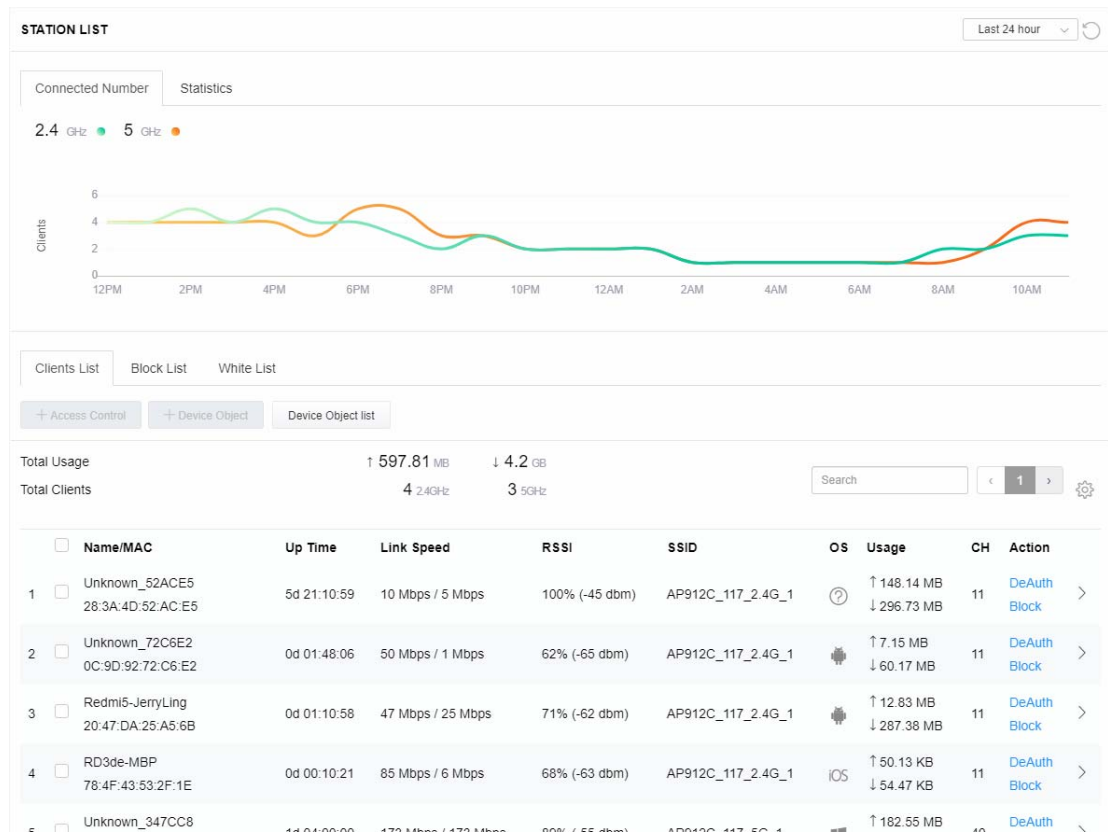 STATION LIST
Last 24 hour
Connected Number Statistics
2.4 GHz 5 GHz
Clients
6
4
2
0
12PM 2PM 4PM 6PM 8PM 10PM 12AM 2AM 4AM 6AM 8AM 10AM
Clients List Block List White List
+ Access Control + Device Object Device Object list
Total Usage ↑ 597.81 MB ↓ 4.2 GB
Total Clients 4 2.4GHz 3 5GHz
Search ‹ 1 ›
Name/MAC Up Time Link Speed RSSI SSID OS Usage CH Action
1 Unknown_52ACE5 5d 21:10:59 10 Mbps / 5 Mbps 100% (-45 dbm) AP912C_117_2.4G_1 ? ↑ 148.14 MB 11 DeAuth
28:3A:4D:52:AC:E5 ↓ 296.73 MB Block
2 Unknown_72C6E2 0d 01:48:06 50 Mbps / 1 Mbps 62% (-65 dbm) AP912C_117_2.4G_1 ↑ 7.15 MB 11 DeAuth
0C:9D:92:72:C6:E2 ↓ 60.17 MB Block
3 Redmi5-JerryLing 0d 01:10:58 47 Mbps / 25 Mbps 71% (-62 dbm) AP912C_117_2.4G_1 ↑ 12.83 MB 11 DeAuth
20:47:DA:25:A5:6B ↓ 287.38 MB Block
4 RD3de-MBP 0d 00:10:21 85 Mbps / 6 Mbps 68% (-63 dbm) AP912C_117_2.4G_1 iOS ↑ 50.13 KB 11 DeAuth
78:4F:43:53:2F:1E ↓ 54.47 KB Block
Unknown_347CC8 ↑ 182.55 MB DeAuth